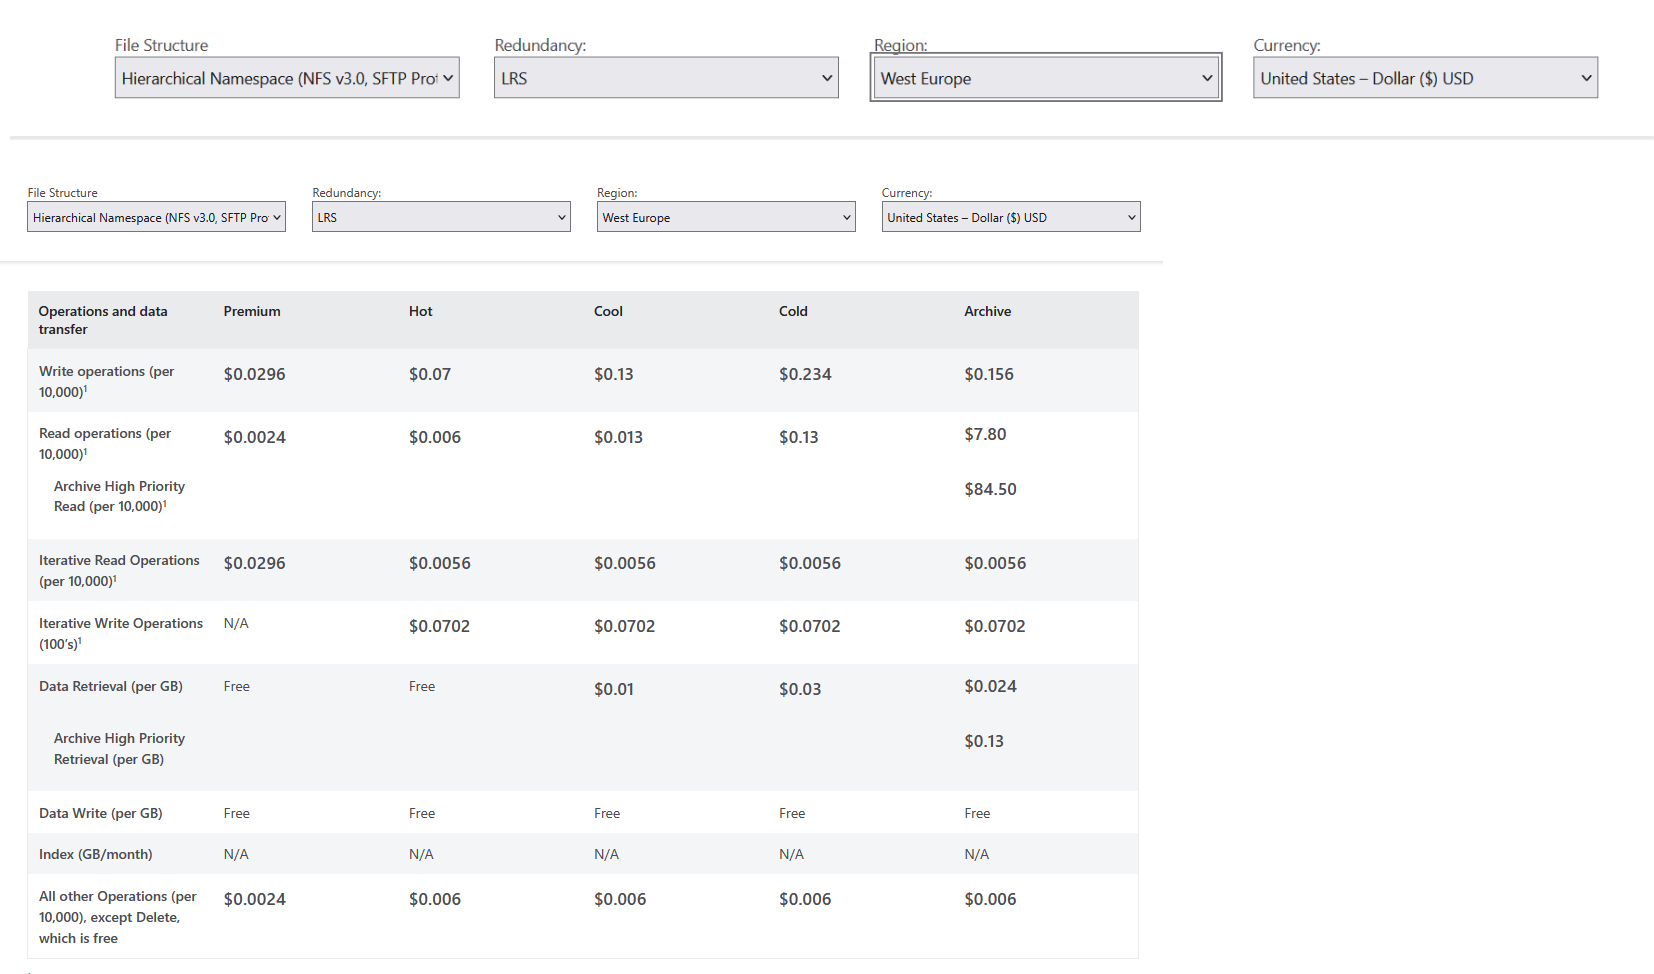 File Structure Redundancy: Region: Currency:
Hierarchical Namespace (NFS v3.0, SFTP Pro LRS West Europe United States – Dollar ($) USD
File Structure Redundancy: Region: Currency:
Hierarchical Namespace (NFS v3.0, SFTP Pro LRS West Europe United States – Dollar ($) USD
Operations and data Premium Hot Cool Cold Archive
transfer
Write operations (per $0.0296 $0.07 $0.13 $0.234 $0.156
10,000)¹
Read operations (per $0.0024 $0.006 $0.013 $0.13 $7.80
10,000)¹
Archive High Priority $84.50
Read (per 10,000)¹
Iterative Read Operations $0.0296 $0.0056 $0.0056 $0.0056 $0.0056
(per 10,000)¹
Iterative Write Operations N/A $0.0702 $0.0702 $0.0702 $0.0702
(100’s)¹
Data Retrieval (per GB) Free Free $0.01 $0.03 $0.024
Archive High Priority $0.13
Retrieval (per GB)
Data Write (per GB) Free Free Free Free Free
Index (GB/month) N/A N/A N/A N/A N/A
All other Operations (per $0.0024 $0.006 $0.006 $0.006 $0.006
10,000), except Delete,
which is free